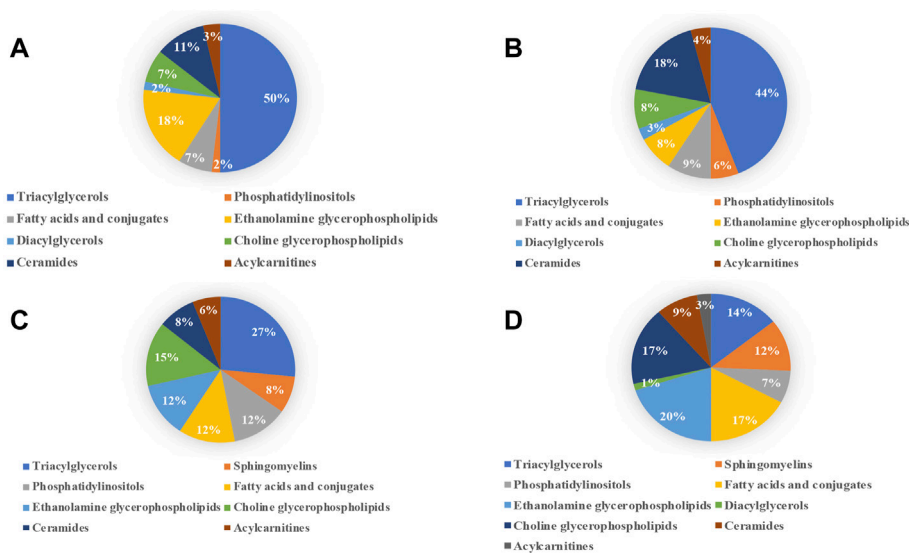 A
3%
11%
7%
2%
50%
18%
7%
2%
Triacylglycerols Phosphatidylinositols
Fatty acids and conjugates Ethanolamine glycerophospholipids
Diacylglycerols Choline glycerophospholipids
Ceramides Acylcarnitines
B
4%
18%
44%
8%
3%
8%
9%
6%
Triacylglycerols Phosphatidylinositols
Fatty acids and conjugates Ethanolamine glycerophospholipids
Diacylglycerols Choline glycerophospholipids
Ceramides Acylcarnitines
C
6%
8%
27%
15%
8%
12%
12%
12%
Triacylglycerols Sphingomyelins
Phosphatidylinositols Fatty acids and conjugates
Ethanolamine glycerophospholipids Choline glycerophospholipids
Ceramides Acylcarnitines
D
3%
9%
14%
17%
12%
1%
7%
20%
17%
Triacylglycerols Sphingomyelins
Phosphatidylinositols Fatty acids and conjugates
Ethanolamine glycerophospholipids Diacylglycerols
Choline glycerophospholipids Ceramides
Acylcarnitines